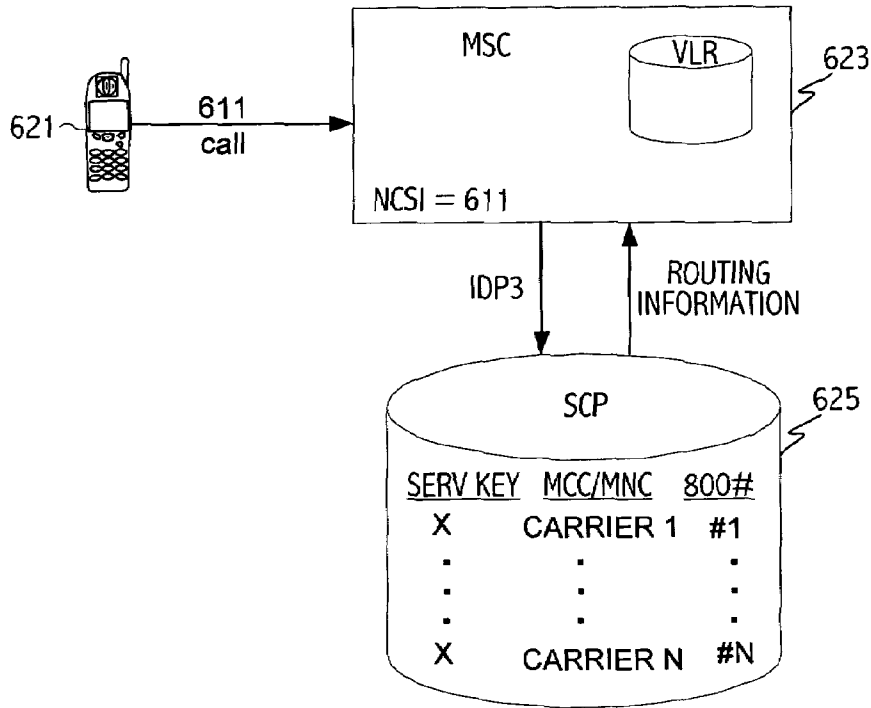 MSC
VLR
623
621
611
call
NCSI = 611
IDP3
ROUTING
INFORMATION
SCP
625
SERV KEY MCC/MNC 800#
X CARRIER 1 #1
. . .
. . .
. . .
X CARRIER N #N